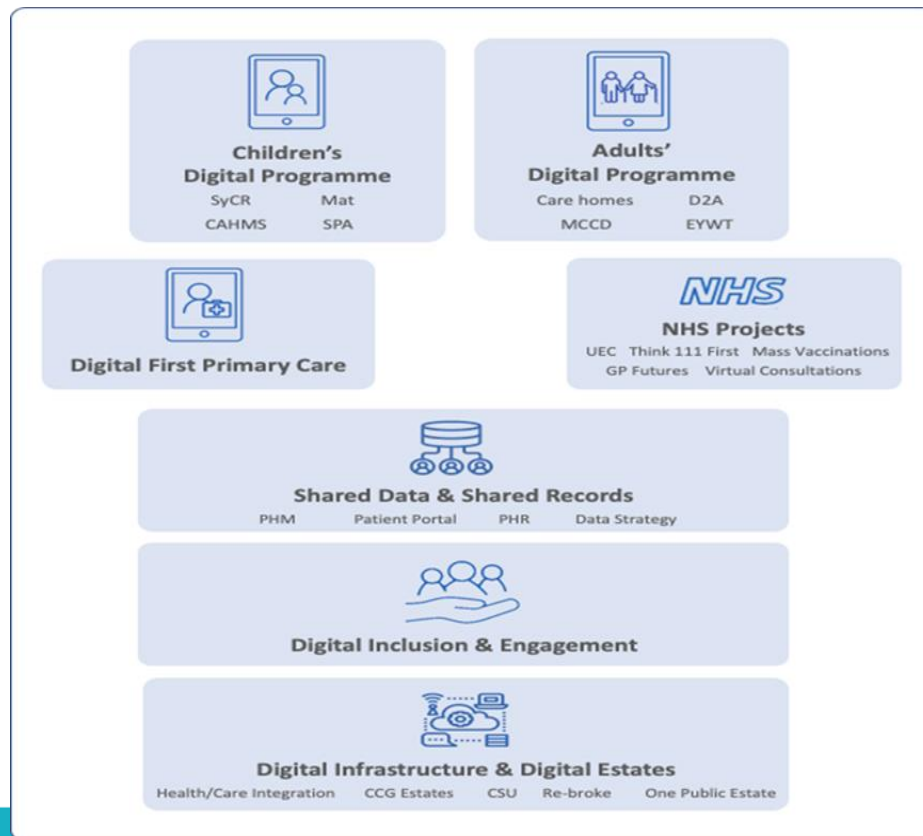 Children's
Digital Programme
SyCR Mat
CAHMS SPA
Adults'
Digital Programme
Care homes D2A
MCCD EYWT
Digital First Primary Care
NHS
NHS Projects
UEC Think 111 First Mass Vaccinations
GP Futures Virtual Consultations
Shared Data & Shared Records
PHM Patient Portal PHR Data Strategy
Digital Inclusion & Engagement
Digital Infrastructure & Digital Estates
Health/Care Integration CCG Estates CSU Re-broke One Public Estate